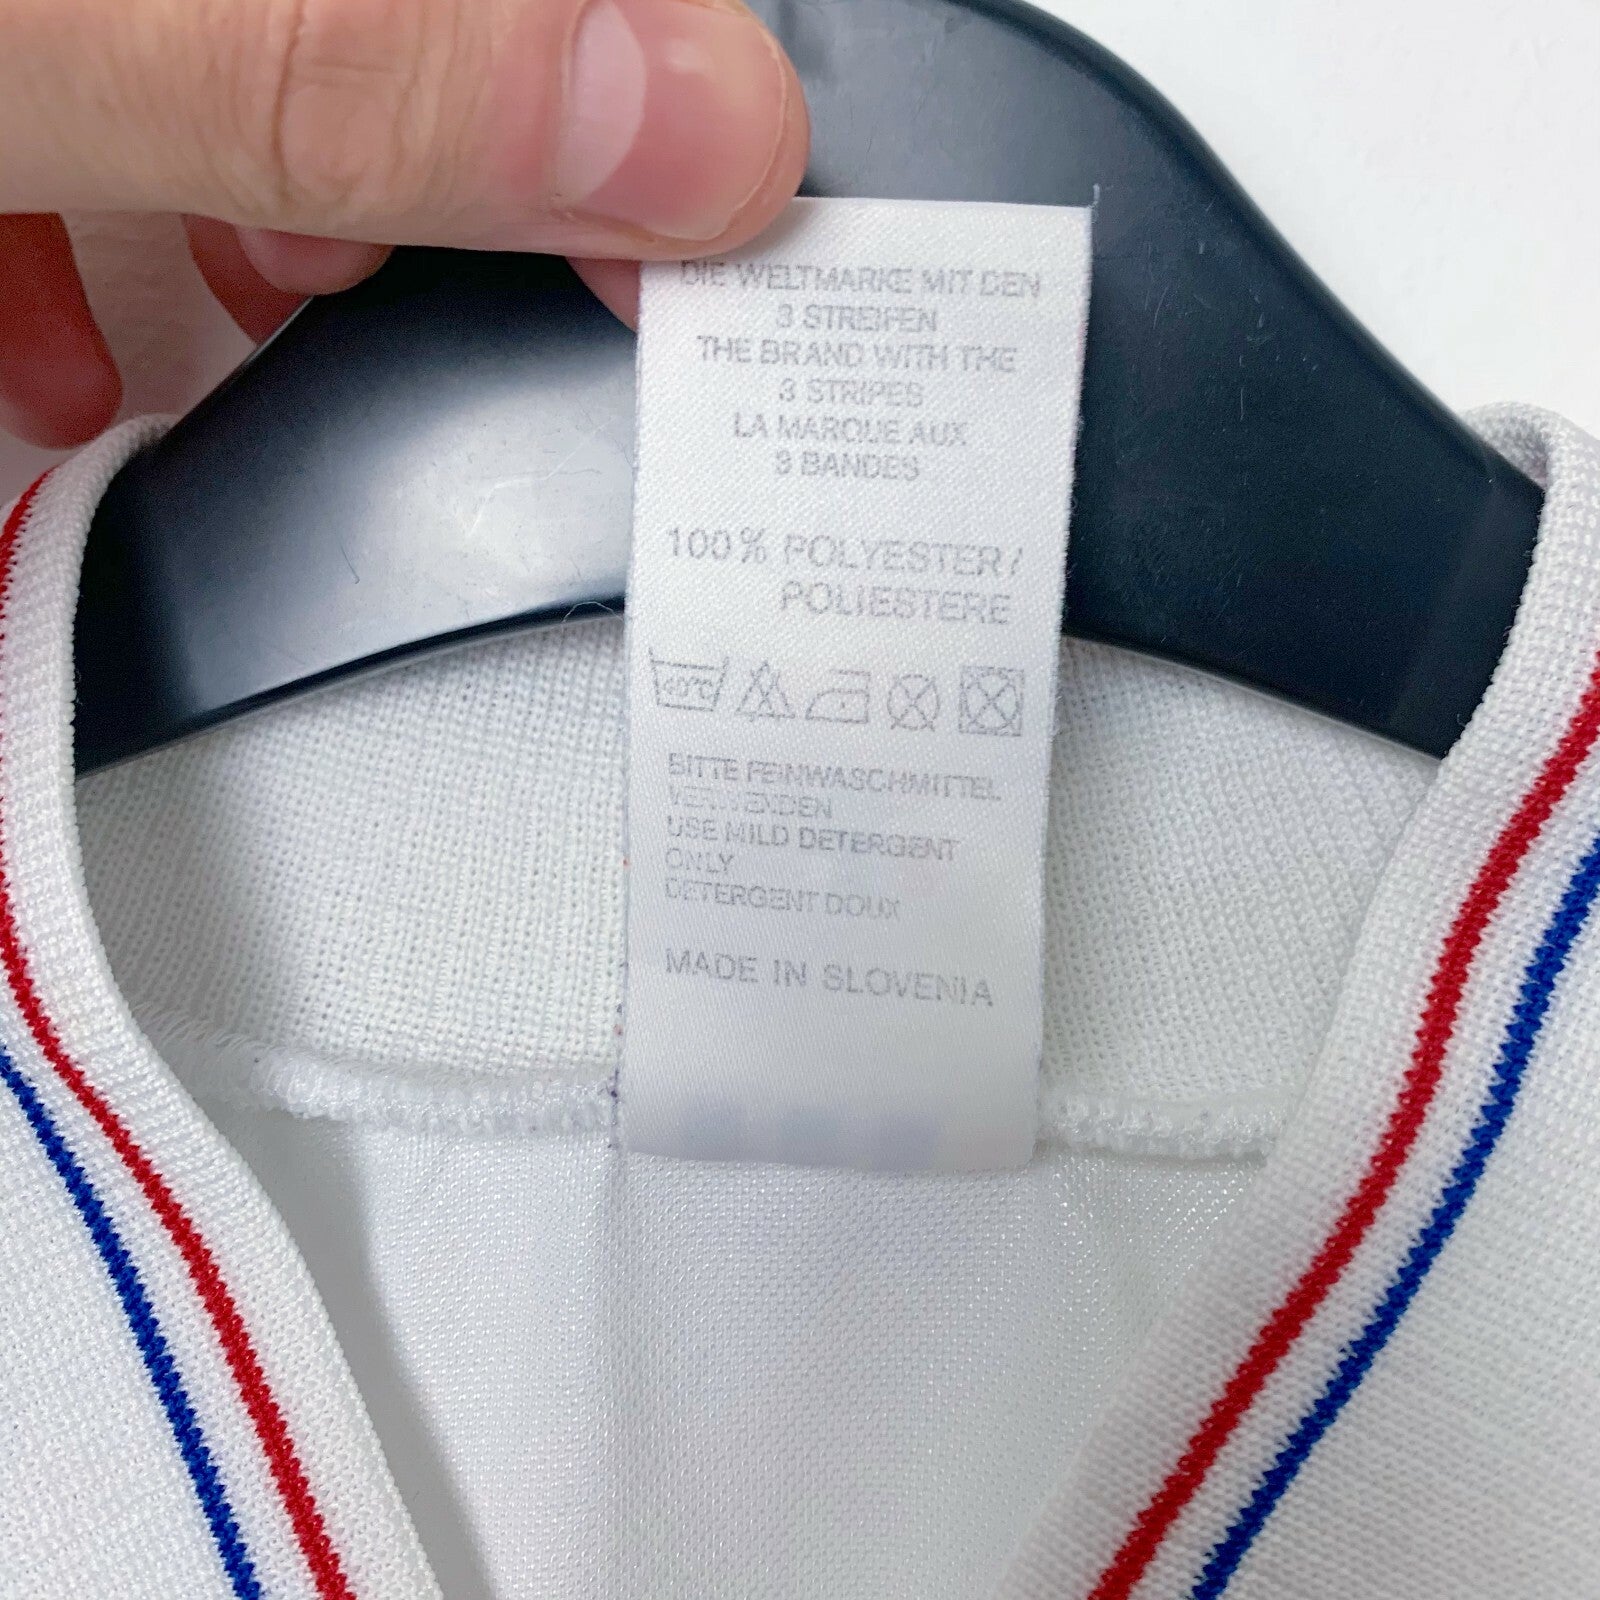 DIE WELTMARKE MIT DEN
3 STREIFEN
THE BRAND WITH THE
3 STRIPES
LA MARQUE AUX
3 BANDES
100% POLYESTER/
POLIESTERE
40°C
BITTE FEINWASCHMITTEL
VERWENDEN
USE MILD DETERGENT
ONLY
DETERGENT DOUX
MADE IN SLOVENIA